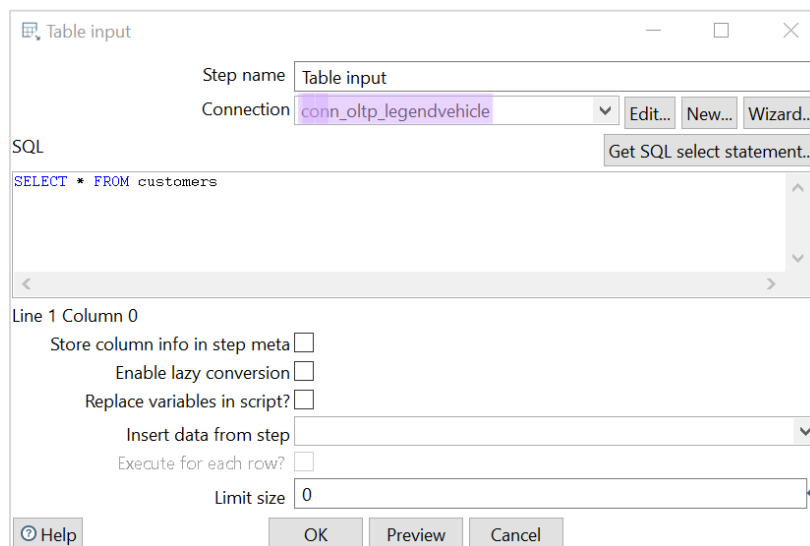 Table input
Step name Table input
Connection conn_oltp_legendvehicle Edit... New... Wizard..
SQL
Get SQL select statement..
SELECT * FROM customers
Line 1 Column 0
Store column info in step meta
Enable lazy conversion
Replace variables in script?
Insert data from step
Execute for each row?
Limit size 0
Help OK Preview Cancel